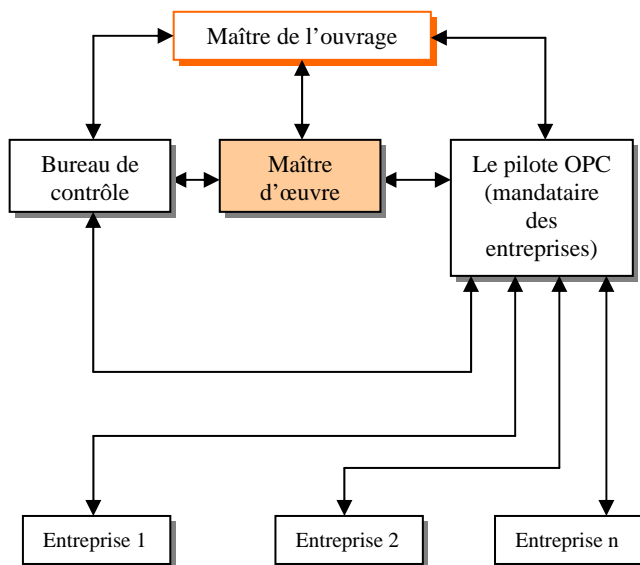 Maître de l’ouvrage
Bureau de
contrôle
Maître
d’œuvre
Le pilote OPC
(mandataire
des
entreprises)
Entreprise 1
Entreprise 2
Entreprise n